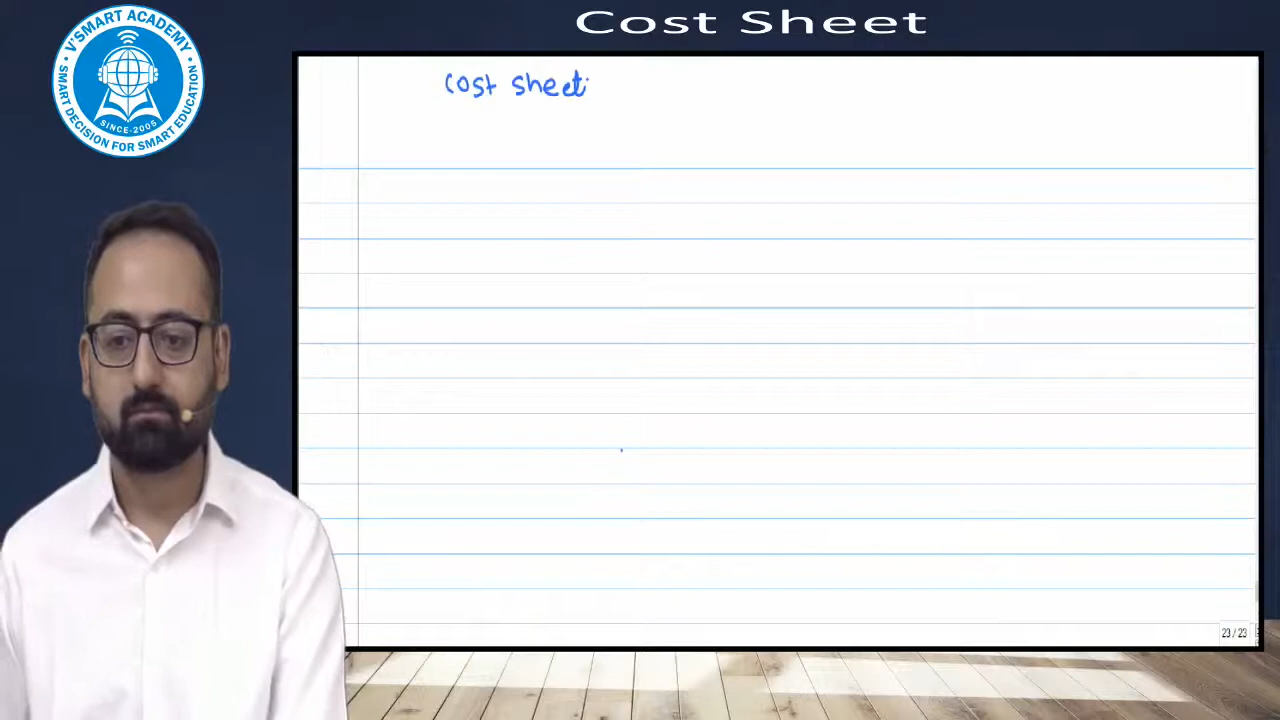 Cost Sheet
V'SMART ACADEMY
SINCE-2005
SMART DECISION FOR SMART EDUCATION
Cost sheet
23 / 23